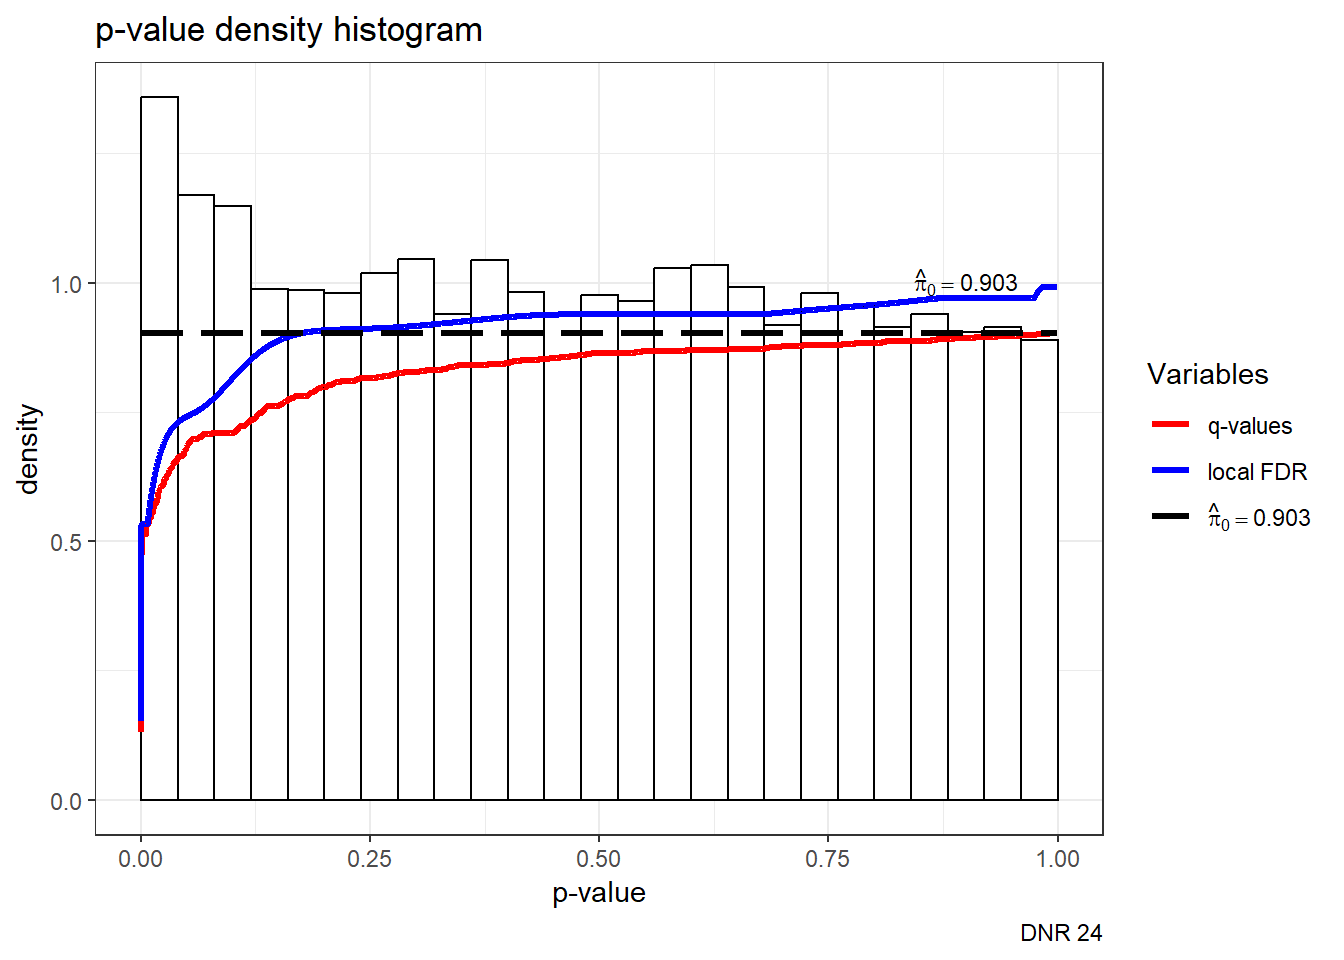 p-value density histogram
density
1.0
0.5
0.0
π̂₀ = 0.903
0.00 0.25 0.50 0.75 1.00
p-value
Variables
q-values
local FDR
π̂₀ = 0.903
DNR 24